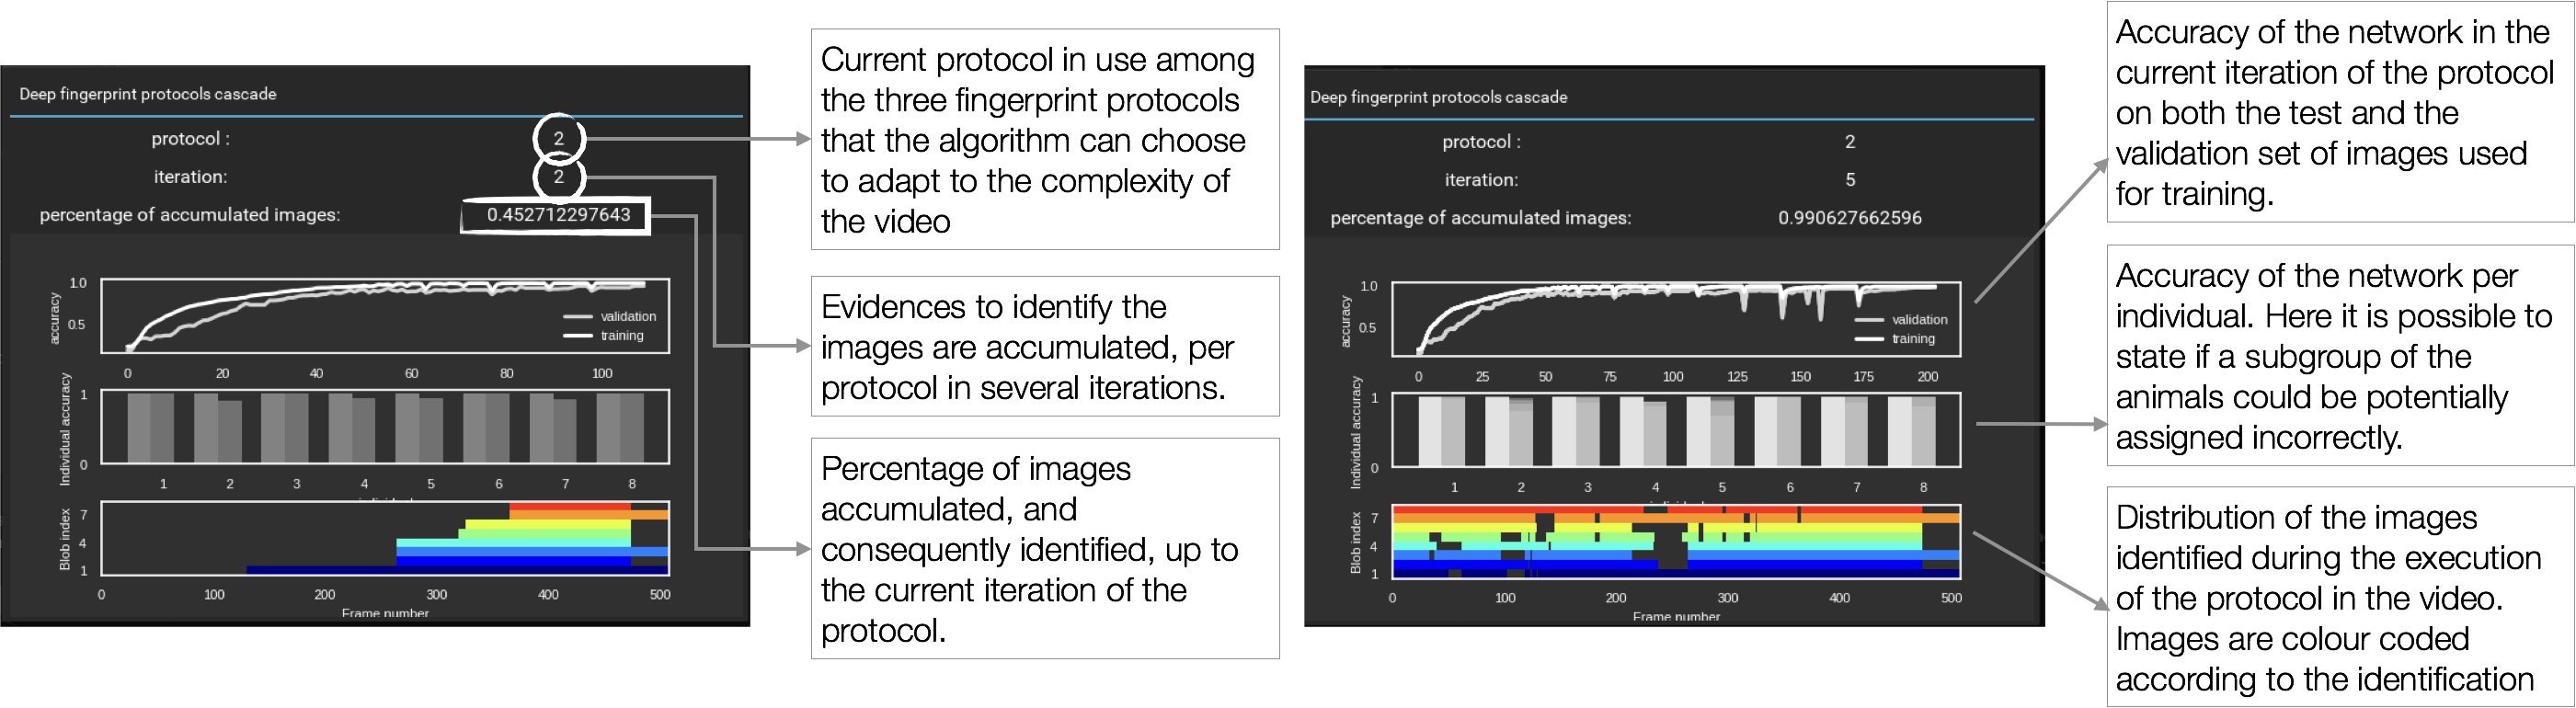 Deep fingerprint protocols cascade
protocol : 2
iteration: 2
percentage of accumulated images: 0.452712297643
accuracy
1.0
0.5
validation
training
0 20 40 60 80 100
Individual accuracy
1
0
1 2 3 4 5 6 7 8
Blob index
7
4
1
0 100 200 300 400 500
Frame number
Current protocol in use among
the three fingerprint protocols
that the algorithm can choose
to adapt to the complexity of
the video
Evidences to identify the
images are accumulated, per
protocol in several iterations.
Percentage of images
accumulated, and
consequently identified, up to
the current iteration of the
protocol.
Deep fingerprint protocols cascade
protocol : 2
iteration: 5
percentage of accumulated images: 0.990627662596
accuracy
1.0
0.5
validation
training
0 25 50 75 100 125 150 175 200
Individual accuracy
1
0
1 2 3 4 5 6 7 8
Blob index
7
4
1
0 100 200 300 400 500
Frame number
Accuracy of the network in the
current iteration of the protocol
on both the test and the
validation set of images used
for training.
Accuracy of the network per
individual. Here it is possible to
state if a subgroup of the
animals could be potentially
assigned incorrectly.
Distribution of the images
identified during the execution
of the protocol in the video.
Images are colour coded
according to the identification